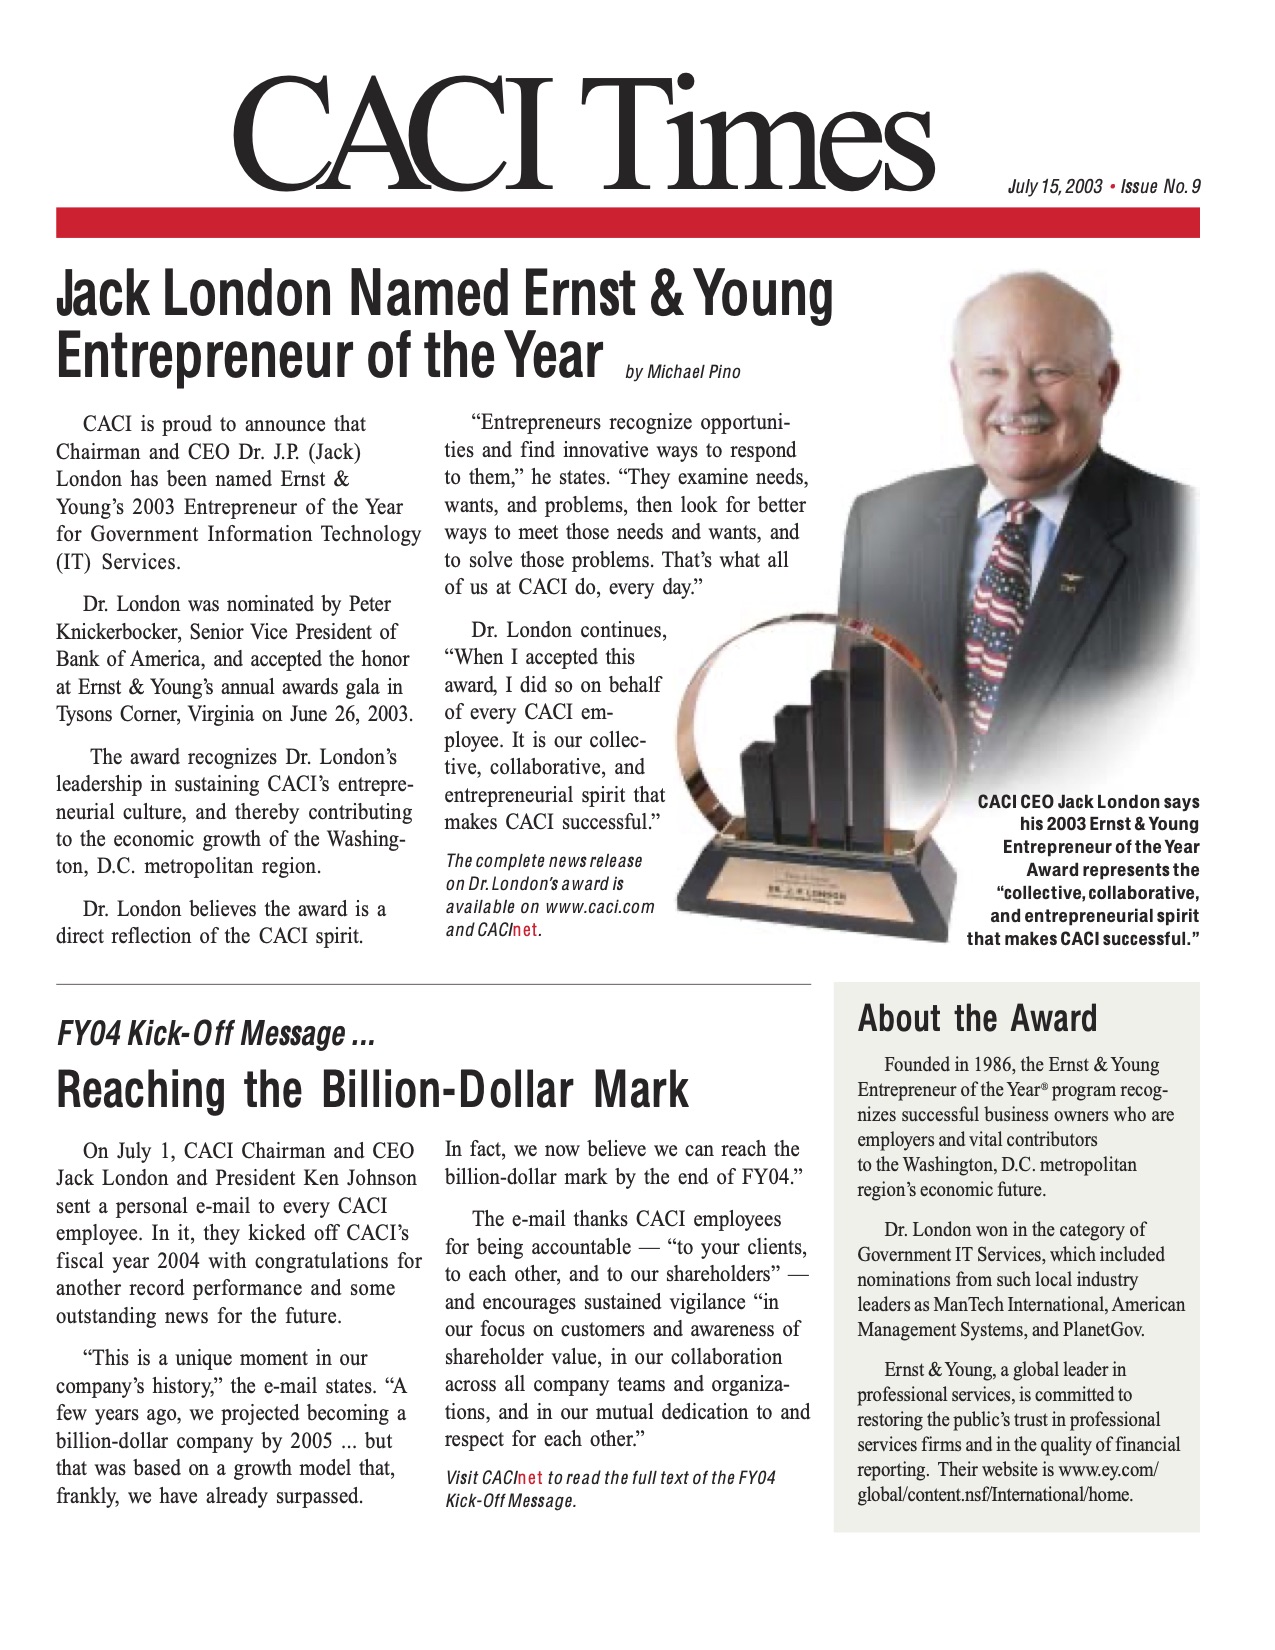 CACI Times
July 15, 2003 • Issue No. 9
Jack London Named Ernst & Young
Entrepreneur of the Year
by Michael Pino
CACI is proud to announce that
Chairman and CEO Dr. J.P. (Jack)
London has been named Ernst &
Young’s 2003 Entrepreneur of the Year
for Government Information Technology
(IT) Services.
Dr. London was nominated by Peter
Knickerbocker, Senior Vice President of
Bank of America, and accepted the honor
at Ernst & Young’s annual awards gala in
Tysons Corner, Virginia on June 26, 2003.
The award recognizes Dr. London’s
leadership in sustaining CACI’s entrepre-
neurial culture, and thereby contributing
to the economic growth of the Washing-
ton, D.C. metropolitan region.
Dr. London believes the award is a
direct reflection of the CACI spirit.
“Entrepreneurs recognize opportuni-
ties and find innovative ways to respond
to them,” he states. “They examine needs,
wants, and problems, then look for better
ways to meet those needs and wants, and
to solve those problems. That’s what all
of us at CACI do, every day.”
Dr. London continues,
“When I accepted this
award, I did so on behalf
of every CACI em-
ployee. It is our collec-
tive, collaborative, and
entrepreneurial spirit that
makes CACI successful.”
The complete news release
on Dr. London’s award is
available on www.caci.com
and CACInet.
DR. J. P. LONDON
CACI CEO Jack London says
his 2003 Ernst & Young
Entrepreneur of the Year
Award represents the
“collective, collaborative,
and entrepreneurial spirit
that makes CACI successful.”
FY04 Kick-Off Message ...
Reaching the Billion-Dollar Mark
On July 1, CACI Chairman and CEO
Jack London and President Ken Johnson
sent a personal e-mail to every CACI
employee. In it, they kicked off CACI’s
fiscal year 2004 with congratulations for
another record performance and some
outstanding news for the future.
“This is a unique moment in our
company’s history,” the e-mail states. “A
few years ago, we projected becoming a
billion-dollar company by 2005 ... but
that was based on a growth model that,
frankly, we have already surpassed.
In fact, we now believe we can reach the
billion-dollar mark by the end of FY04.”
The e-mail thanks CACI employees
for being accountable — “to your clients,
to each other, and to our shareholders” —
and encourages sustained vigilance “in
our focus on customers and awareness of
shareholder value, in our collaboration
across all company teams and organiza-
tions, and in our mutual dedication to and
respect for each other.”
Visit CACInet to read the full text of the FY04
Kick-Off Message.
About the Award
Founded in 1986, the Ernst & Young
Entrepreneur of the Year® program recog-
nizes successful business owners who are
employers and vital contributors
to the Washington, D.C. metropolitan
region’s economic future.
Dr. London won in the category of
Government IT Services, which included
nominations from such local industry
leaders as ManTech International, American
Management Systems, and PlanetGov.
Ernst & Young, a global leader in
professional services, is committed to
restoring the public’s trust in professional
services firms and in the quality of financial
reporting.  Their website is www.ey.com/
global/content.nsf/International/home.